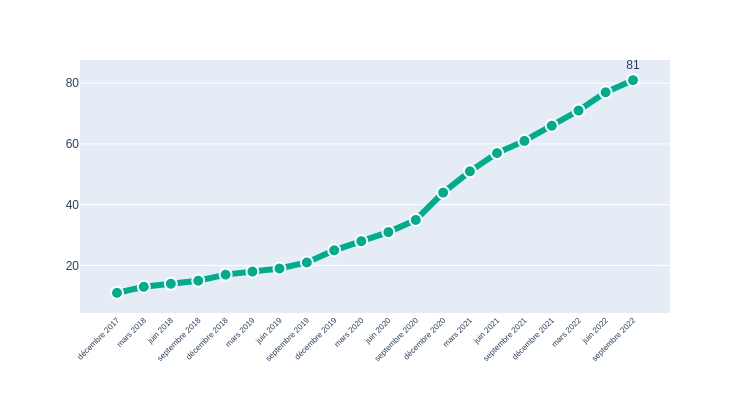 81
80
60
40
20
décembre 2017
mars 2018
juin 2018
septembre 2018
décembre 2018
mars 2019
juin 2019
septembre 2019
décembre 2019
mars 2020
juin 2020
septembre 2020
décembre 2020
mars 2021
juin 2021
septembre 2021
décembre 2021
mars 2022
juin 2022
septembre 2022